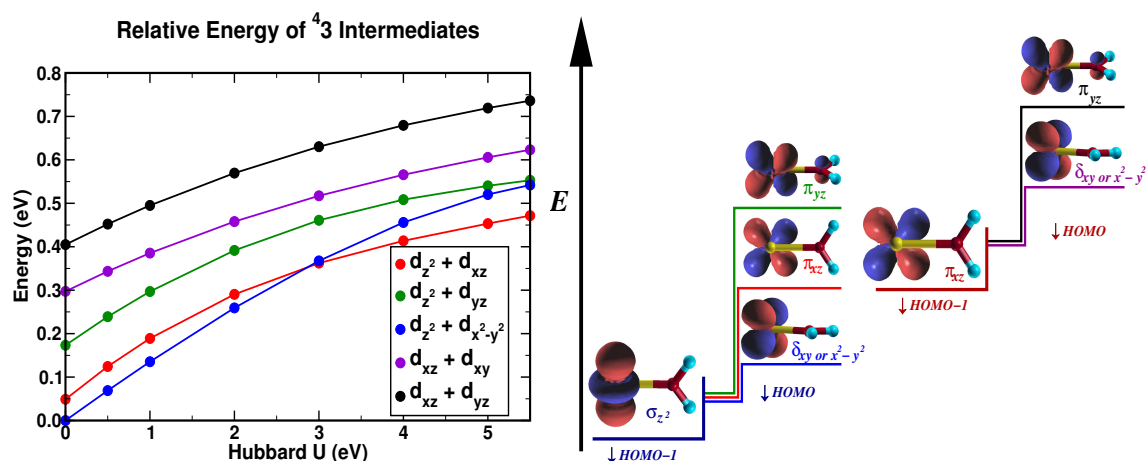 Relative Energy of ⁴3 Intermediates
Energy (eV)
0.8
0.7
0.6
0.5
0.4
0.3
0.2
0.1
0.0
0 1 2 3 4 5
Hubbard U (eV)
d_z² + d_xz
d_z² + d_yz
d_z² + d_x²-y²
d_xz + d_xy
d_xz + d_yz
E
π_yz
δ_xy or x²-y²
↓HOMO
π_xz
↓HOMO-1
π_yz
π_xz
δ_xy or x²-y²
↓HOMO
σ_z²
↓HOMO-1